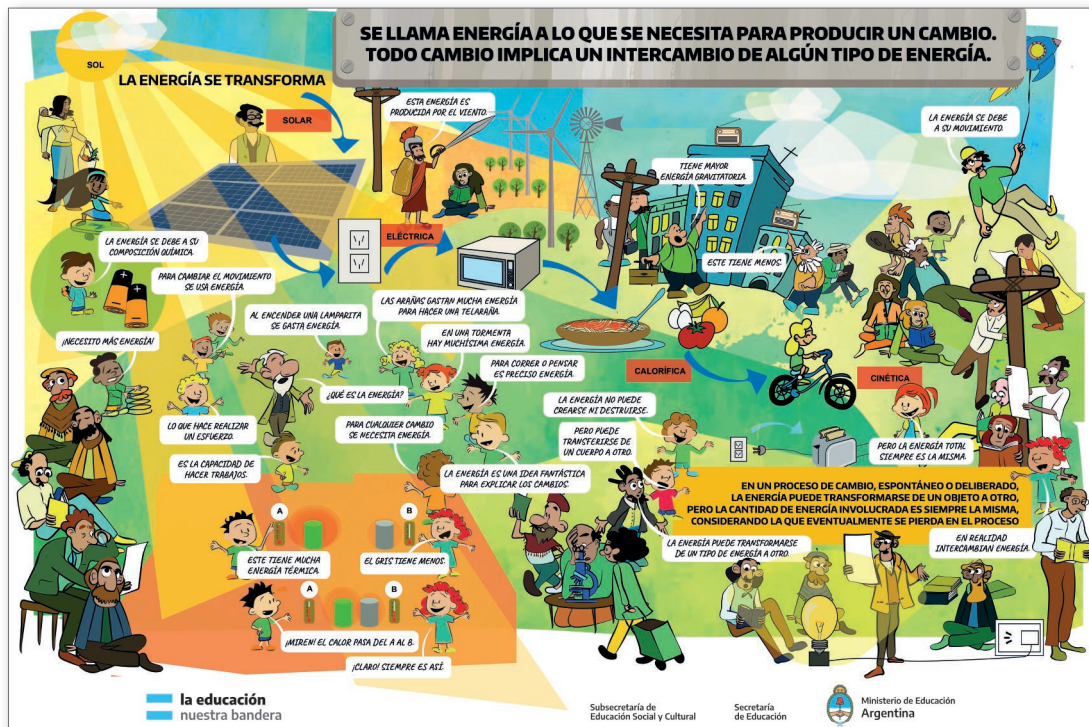 SE LLAMA ENERGÍA A LO QUE SE NECESITA PARA PRODUCIR UN CAMBIO.
TODO CAMBIO IMPLICA UN INTERCAMBIO DE ALGÚN TIPO DE ENERGÍA.
SOL
LA ENERGÍA SE TRANSFORMA
SOLAR
ESTA ENERGÍA ES
PRODUCIDA POR EL VIENTO.
LA ENERGÍA SE DEBE
A SU MOVIMIENTO.
TIENE MAYOR
ENERGÍA GRAVITATORIA.
ELÉCTRICA
ESTE TIENE MENOS.
LA ENERGÍA SE DEBE A SU
COMPOSICIÓN QUÍMICA.
PARA CAMBIAR EL MOVIMIENTO
SE USA ENERGÍA.
AL ENCENDER UNA LAMPARITA
SE GASTA ENERGÍA.
LAS ARAÑAS GASTAN MUCHA ENERGÍA
PARA HACER UNA TELARAÑA.
EN UNA TORMENTA
HAY MUCHÍSIMA ENERGÍA.
¡NECESITO MÁS ENERGÍA!
PARA CORRER O PENSAR
ES PRECISO ENERGÍA.
CALORÍFICA
CINÉTICA
¿QUÉ ES LA ENERGÍA?
LO QUE HACE REALIZAR
UN ESFUERZO.
PARA CUALQUIER CAMBIO
SE NECESITA ENERGÍA.
LA ENERGÍA NO PUEDE
CREARSE NI DESTRUIRSE.
PERO PUEDE
TRANSFERIRSE DE
UN CUERPO A OTRO.
PERO LA ENERGÍA TOTAL
SIEMPRE ES LA MISMA.
ES LA CAPACIDAD DE
HACER TRABAJOS.
LA ENERGÍA ES UNA IDEA FANTÁSTICA
PARA EXPLICAR LOS CAMBIOS.
EN UN PROCESO DE CAMBIO, ESPONTÁNEO O DELIBERADO,
LA ENERGÍA PUEDE TRANSFORMARSE DE UN OBJETO A OTRO,
PERO LA CANTIDAD DE ENERGÍA INVOLUCRADA ES SIEMPRE LA MISMA,
CONSIDERANDO LA QUE EVENTUALMENTE SE PIERDA EN EL PROCESO
A
B
ESTE TIENE MUCHA
ENERGÍA TÉRMICA.
EL GRIS TIENE MENOS.
LA ENERGÍA PUEDE TRANSFORMARSE
DE UN TIPO DE ENERGÍA A OTRO.
EN REALIDAD
INTERCAMBIAN ENERGÍA.
A
B
¡MIREN! EL CALOR PASA DEL A AL B.
¡CLARO! SIEMPRE ES ASÍ.
la educación
nuestra bandera
Subsecretaría de
Educación Social y Cultural
Secretaría
de Educación
Ministerio de Educación
Argentina